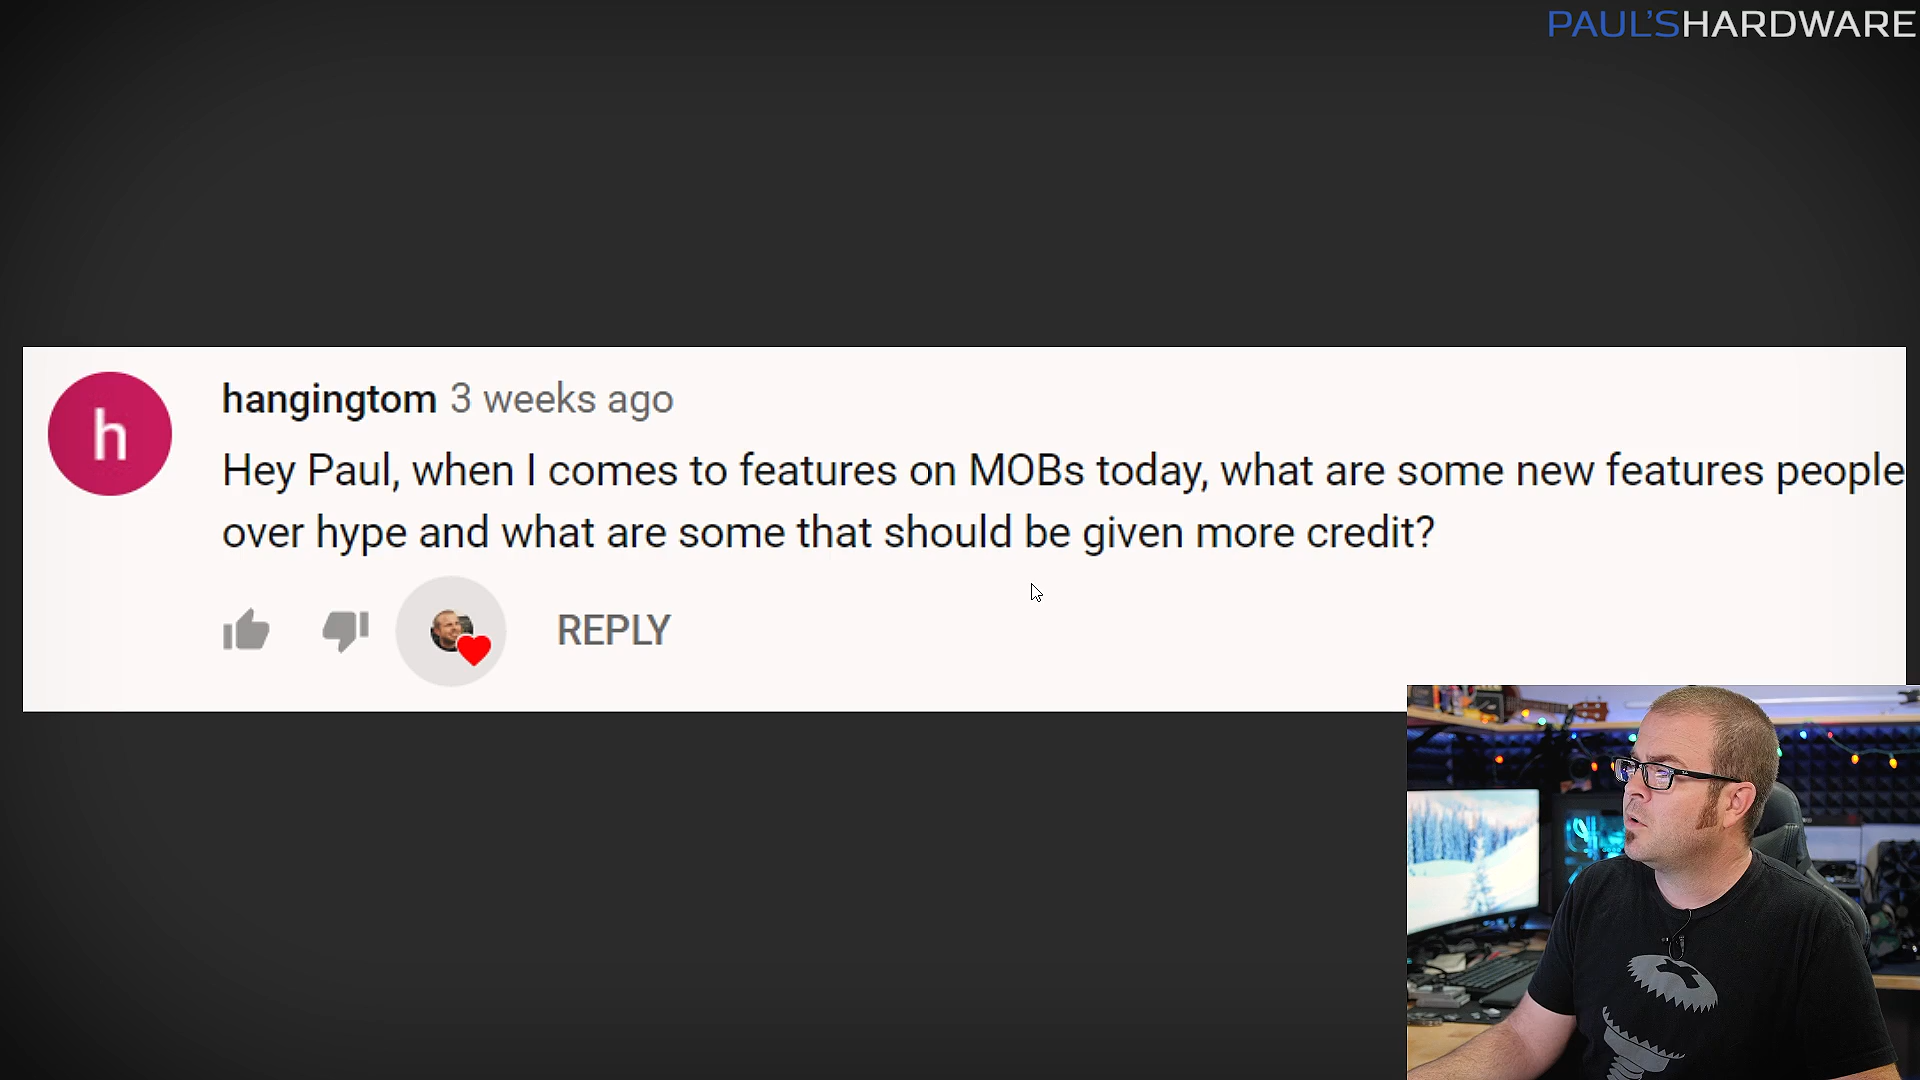 PAUL'SHARDWARE
h
hangingtom 3 weeks ago
Hey Paul, when I comes to features on MOBs today, what are some new features people
over hype and what are some that should be given more credit?
REPLY